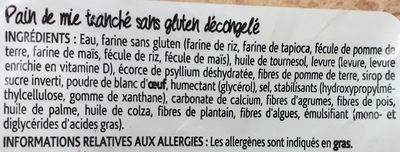 Pain de mie tranché sans gluten décongelé
INGRÉDIENTS : Eau, farine sans gluten (farine de riz, farine de tapioca, fécule de pomme de
terre, farine de maïs, fécule de riz, fécule de maïs), huile de tournesol, levure (levure, levure
enrichie en vitamine D), écorce de psyllium déshydratée, fibres de pomme de terre, sirop de
sucre inverti, poudre de blanc d'œuf, humectant (glycérol), sel, stabilisants (hydroxypropylmé-
thylcellulose, gomme de xanthane), carbonate de calcium, fibres d'agrumes, fibres de pois,
huile de palme, huile de colza, fibres de plantain, fibres d'algues, émulsifiant (mono- et
diglycérides d'acides gras).
INFORMATIONS RELATIVES AUX ALLERGIES : Les allergènes sont indiqués en gras.